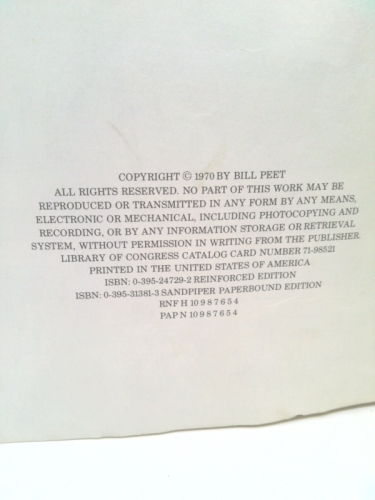 COPYRIGHT © 1970 BY BILL PEET
ALL RIGHTS RESERVED. NO PART OF THIS WORK MAY BE
REPRODUCED OR TRANSMITTED IN ANY FORM BY ANY MEANS,
ELECTRONIC OR MECHANICAL, INCLUDING PHOTOCOPYING AND
RECORDING, OR BY ANY INFORMATION STORAGE OR RETRIEVAL
SYSTEM, WITHOUT PERMISSION IN WRITING FROM THE PUBLISHER.
LIBRARY OF CONGRESS CATALOG CARD NUMBER 71-98521
PRINTED IN THE UNITED STATES OF AMERICA
ISBN: 0-395-24729-2 REINFORCED EDITION
ISBN: 0-395-31381-3 SANDPIPER PAPERBOUND EDITION
RNF H 10 9 8 7 6 5 4
PAP N 10 9 8 7 6 5 4